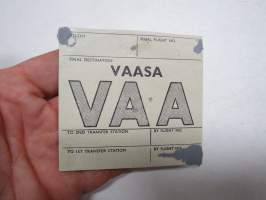 FINAL FLIGHT NO.
FINAL DESTINATION
VAASA
VAA
TO 2ND TRANSFER STATION BY FLIGHT NO.
TO 1ST TRANSFER STATION BY FLIGHT NO.